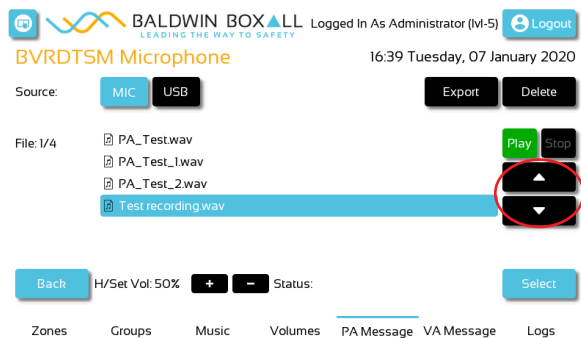 BALDWIN BOXALL Logged In As Administrator (lvl-5) Logout
LEADING THE WAY TO SAFETY
BVRDTSM Microphone 16:39 Tuesday, 07 January 2020
Source: MIC USB Export Delete
File: 1/4 PA_Test.wav Play Stop
PA_Test_1.wav
PA_Test_2.wav
Test recording.wav
Back H/Set Vol: 50% + - Status: Select
Zones Groups Music Volumes PA Message VA Message Logs